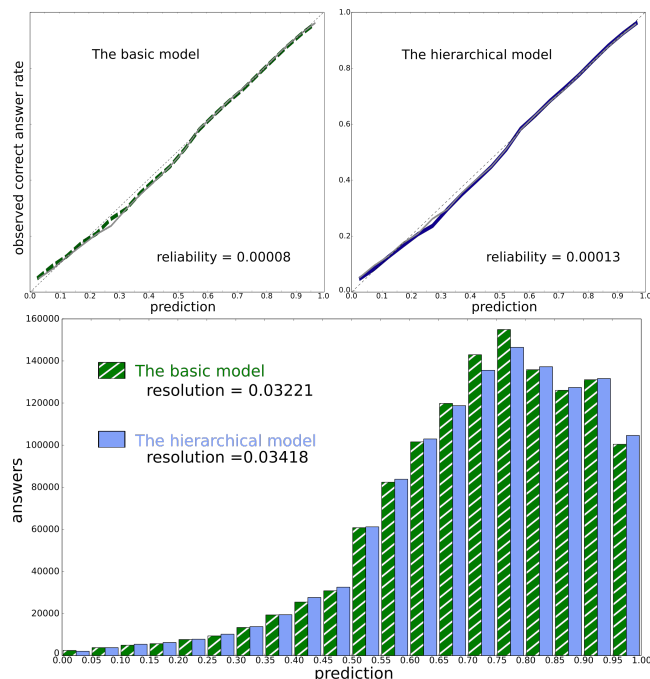 The basic model
observed correct answer rate
reliability = 0.00008
0.0 0.1 0.2 0.3 0.4 0.5 0.6 0.7 0.8 0.9 1.0
prediction
1.0
0.8
0.6
0.4
0.2
0.0
The hierarchical model
reliability = 0.00013
0.0 0.1 0.2 0.3 0.4 0.5 0.6 0.7 0.8 0.9 1.0
prediction
160000
140000
120000
100000
80000
60000
40000
20000
0
answers
The basic model
resolution = 0.03221
The hierarchical model
resolution =0.03418
0.00 0.05 0.10 0.15 0.20 0.25 0.30 0.35 0.40 0.45 0.50 0.55 0.60 0.65 0.70 0.75 0.80 0.85 0.90 0.95 1.00
prediction